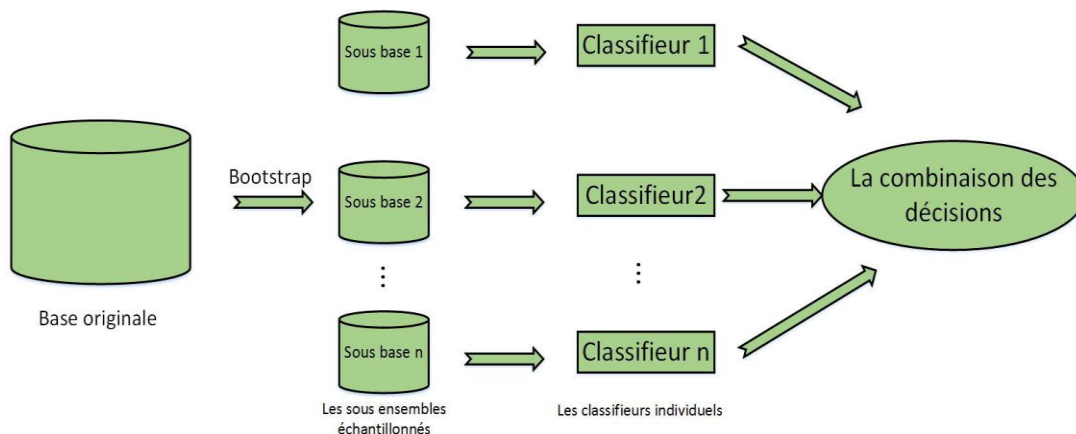 Sous base 1
Classifieur 1
Bootstrap
Sous base 2
Classifieur2
La combinaison des
décisions
Base originale
Sous base n
Classifieur n
Les sous ensembles
échantillonnés
Les classifieurs individuels